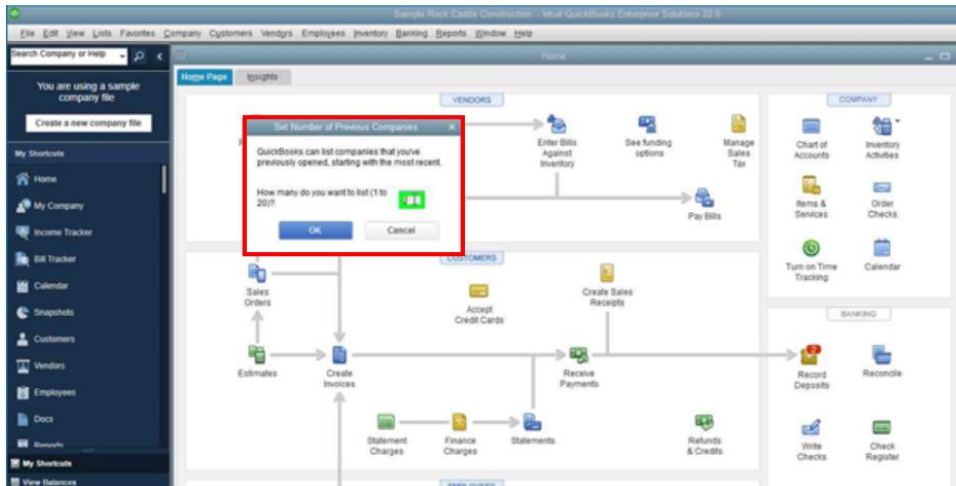 Sample Rock Castle Construction - Intuit QuickBooks Enterprise Solutions 22.0
File Edit View Lists Favorites Company Customers Vendors Employees Inventory Banking Reports Window Help
Search Company or Help
Home
You are using a sample
company file
Create a new company file
My Shortcuts
Home
My Company
Income Tracker
Bill Tracker
Calendar
Snapshots
Customers
Vendors
Employees
Docs
Reports
My Shortcuts
View Balances
Home Page Insights
VENDORS
Enter Bills
Against
Inventory
See funding
options
Manage
Sales
Tax
Pay Bills
Set Number of Previous Companies
QuickBooks can list companies that you've
previously opened, starting with the most recent.
How many do you want to list (1 to
20)?
OK Cancel
CUSTOMERS
Sales
Orders
Accept
Credit Cards
Create Sales
Receipts
Estimates
Create
Invoices
Receive
Payments
Statement
Charges
Finance
Charges
Statements
Refunds
& Credits
EMPLOYEES
COMPANY
Chart of
Accounts
Inventory
Activities
Items &
Services
Order
Checks
Turn on Time
Tracking
Calendar
BANKING
Record
Deposits
Reconcile
Write
Checks
Check
Register